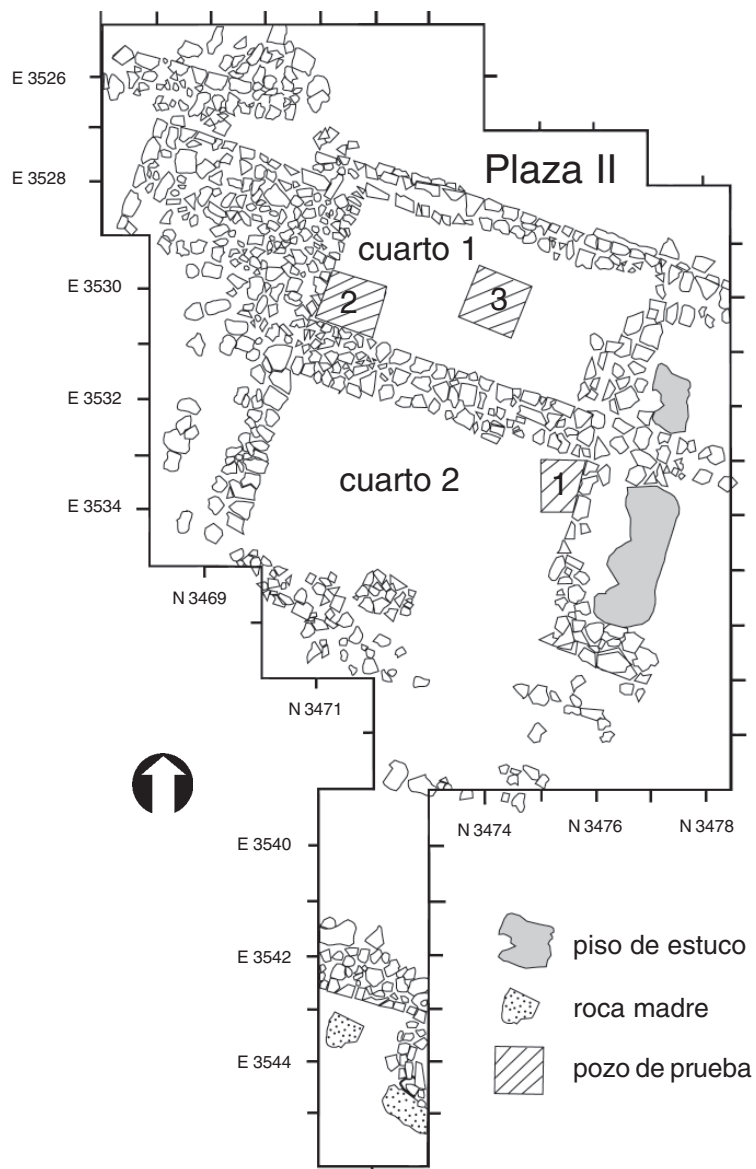 E 3526
Plaza II
E 3528
cuarto 1
E 3530
2
3
E 3532
cuarto 2
1
E 3534
N 3469
N 3471
N 3474
N 3476
N 3478
E 3540
piso de estuco
E 3542
roca madre
E 3544
pozo de prueba